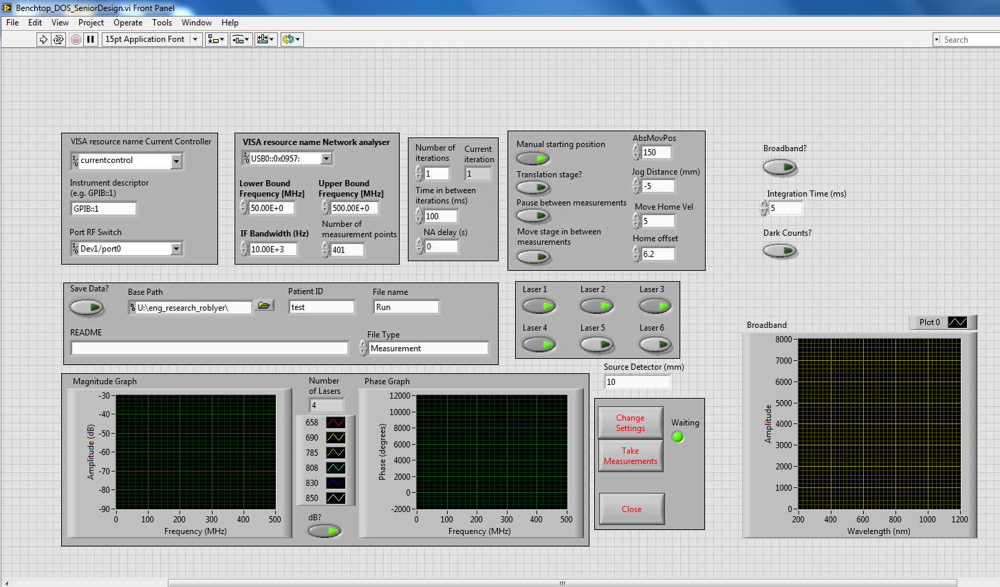 Benchtop_DOS_SeniorDesign.vi Front Panel
File Edit View Project Operate Tools Window Help
15pt Application Font
Search
VISA resource name Current Controller
currentcontrol
Instrument descriptor
(e.g. GPIB::1)
GPIB::1
Port RF Switch
Dev1/port0
VISA resource name Network analyser
USB0::0x0957:
Lower Bound
Frequency [MHz]
50.00E+0
Upper Bound
Frequency [MHz]
500.00E+0
IF Bandwidth (Hz)
10.00E+3
Number of
measurement points
401
Number of
iterations
1
Current
iteration
1
Time in between
iterations (ms)
100
NA delay (s)
0
Manual starting position
Translation stage?
Pause between measurements
Move stage in between
measurements
AbsMovPos
150
Jog Distance (mm)
-5
Move Home Vel
5
Home offset
6.2
Broadband?
Integration Time (ms)
5
Dark Counts?
Save Data?
Base Path
U:\eng_research_roblyer\
Patient ID
test
File name
Run
README
File Type
Measurement
Laser 1
Laser 2
Laser 3
Laser 4
Laser 5
Laser 6
Source Detector (mm)
10
Magnitude Graph
Amplitude (dB)
-30
-40
-50
-60
-70
-80
-90
0 100 200 300 400 500
Frequency (MHz)
Number
of Lasers
4
658
690
785
808
830
850
dB?
Phase Graph
Phase (degrees)
12000
10000
8000
6000
4000
2000
0
-2000
0 100 200 300 400 500
Frequency (MHz)
Change
Settings
Take
Measurements
Close
Waiting
Broadband
Plot 0
Amplitude
8000
7000
6000
5000
4000
3000
2000
1000
0
200 400 600 800 1000 1200
Wavelength (nm)